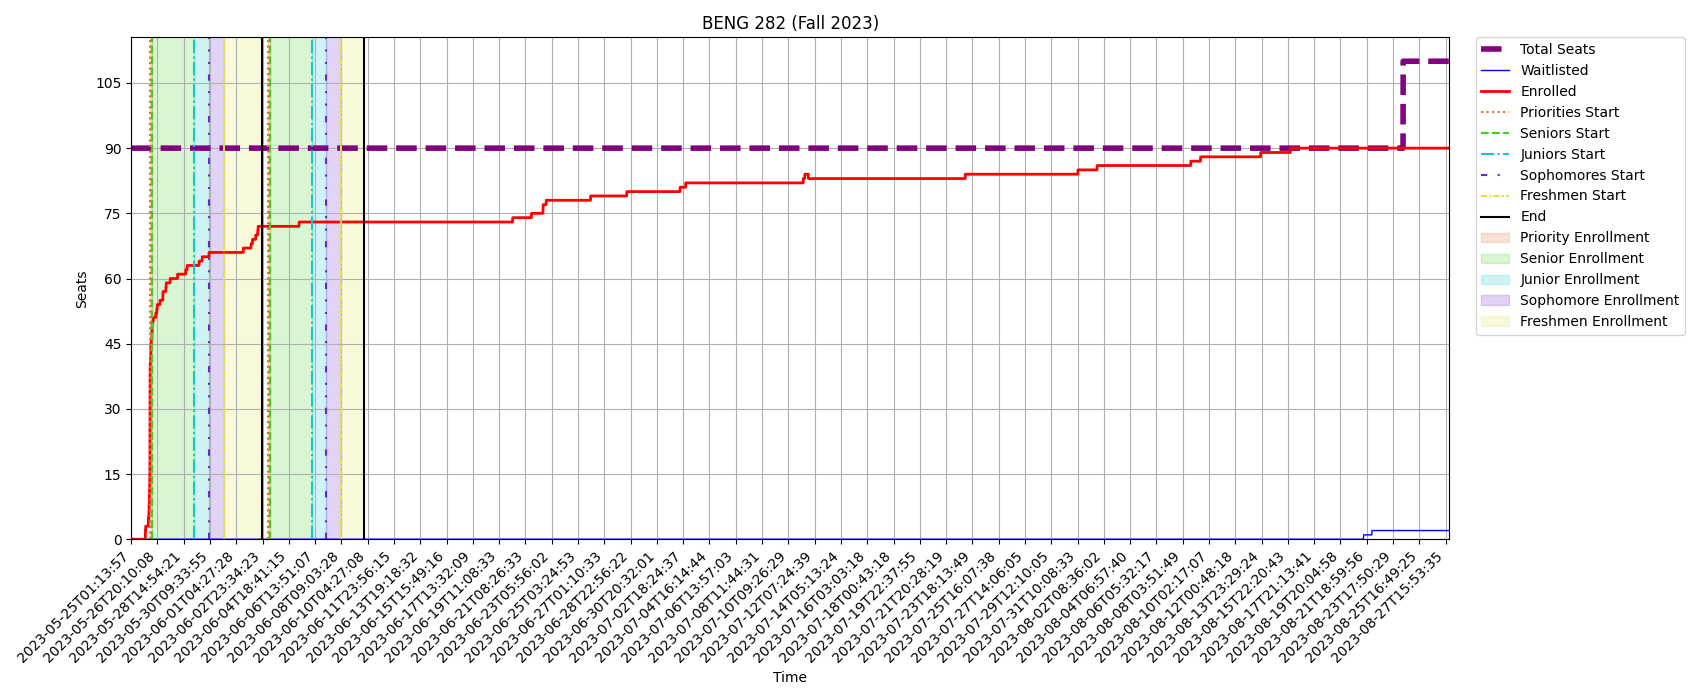 BENG 282 (Fall 2023)
Seats
105
90
75
60
45
30
15
0
2023-05-25T01:13:57
2023-05-26T20:10:08
2023-05-28T14:54:21
2023-05-30T09:33:55
2023-06-01T04:27:28
2023-06-02T23:34:23
2023-06-04T18:41:15
2023-06-06T13:51:07
2023-06-08T09:03:28
2023-06-10T04:27:08
2023-06-11T23:56:15
2023-06-13T19:18:32
2023-06-15T15:49:16
2023-06-17T13:32:09
2023-06-19T11:08:33
2023-06-21T08:26:33
2023-06-23T05:56:02
2023-06-25T03:24:53
2023-06-27T01:10:33
2023-06-28T22:56:22
2023-06-30T20:32:01
2023-07-02T18:24:37
2023-07-04T16:14:44
2023-07-06T13:57:03
2023-07-08T11:44:31
2023-07-10T09:26:29
2023-07-12T07:24:39
2023-07-14T05:13:24
2023-07-16T03:03:18
2023-07-18T00:43:18
2023-07-19T22:37:55
2023-07-21T20:28:19
2023-07-23T18:13:49
2023-07-25T16:07:38
2023-07-27T14:06:05
2023-07-29T12:10:05
2023-07-31T10:08:33
2023-08-02T08:36:02
2023-08-04T06:57:40
2023-08-06T05:32:17
2023-08-08T03:51:49
2023-08-10T02:17:07
2023-08-12T00:48:18
2023-08-13T23:29:24
2023-08-15T22:20:43
2023-08-17T21:13:41
2023-08-19T20:04:58
2023-08-21T18:59:56
2023-08-23T17:50:29
2023-08-25T16:49:25
2023-08-27T15:53:35
Time
Total Seats
Waitlisted
Enrolled
Priorities Start
Seniors Start
Juniors Start
Sophomores Start
Freshmen Start
End
Priority Enrollment
Senior Enrollment
Junior Enrollment
Sophomore Enrollment
Freshmen Enrollment